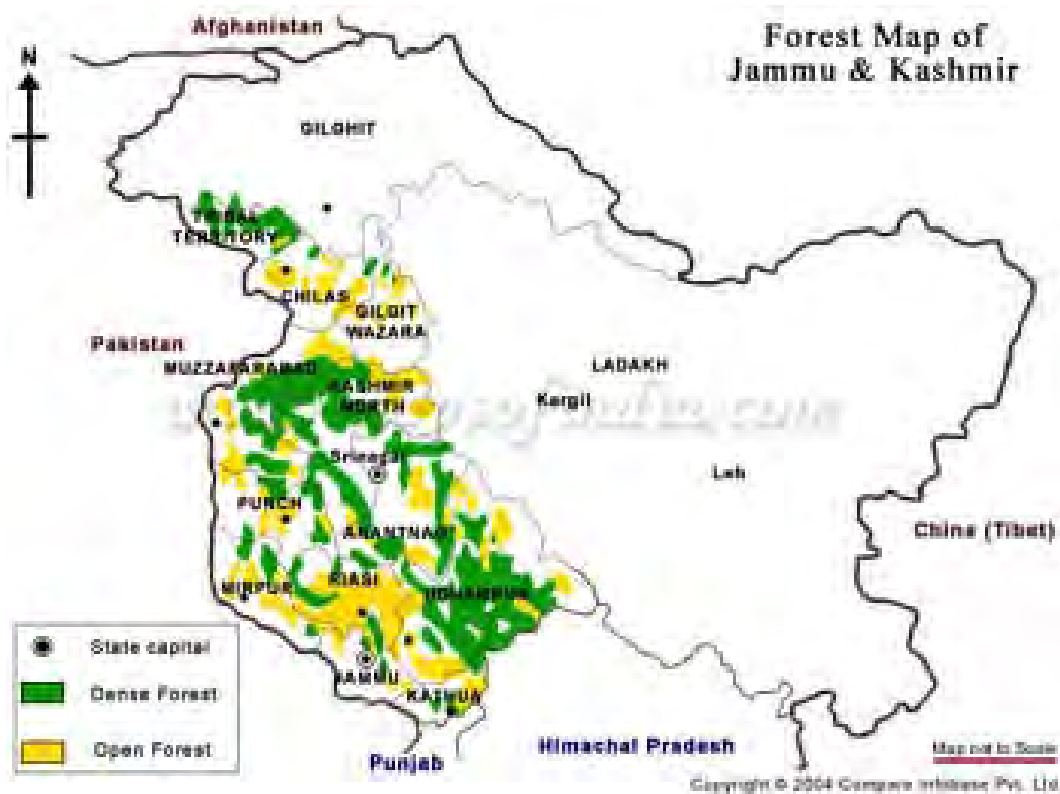 Afghanistan
Forest Map of
Jammu & Kashmir
N
GILGHIT
TRIBAL
TERRITORY
CHILAS
GILGIT
WAZARA
Pakistan
MUZZAFARABAD
KASHMIR
NORTH
LADAKH
Kargil
Srinagar
Leh
PUNCH
ANANTNAG
China (Tibet)
MIRPUR
RIASI
UDHAMPUR
State capital
JAMMU
Dense Forest
KATHUA
Open Forest
Punjab
Himachal Pradesh
Map not to Scale
Copyright © 2004 Compare Infobase Pvt. Ltd